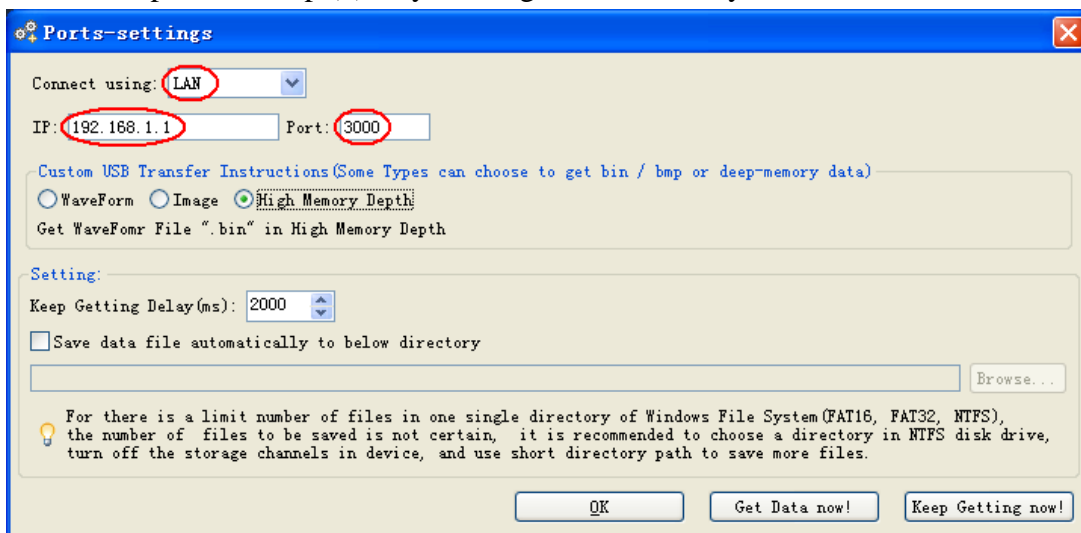 Ports-settings
Connect using: LAN
IP: 192.168.1.1 Port: 3000
Custom USB Transfer Instructions(Some Types can choose to get bin / bmp or deep-memory data)
WaveForm Image High Memory Depth
Get WaveFomr File ".bin" in High Memory Depth
Setting:
Keep Getting Delay(ms): 2000
Save data file automatically to below directory
Browse...
For there is a limit number of files in one single directory of Windows File System(FAT16, FAT32, NTFS),
the number of files to be saved is not certain, it is recommended to choose a directory in NTFS disk drive,
turn off the storage channels in device, and use short directory path to save more files.
OK Get Data now! Keep Getting now!